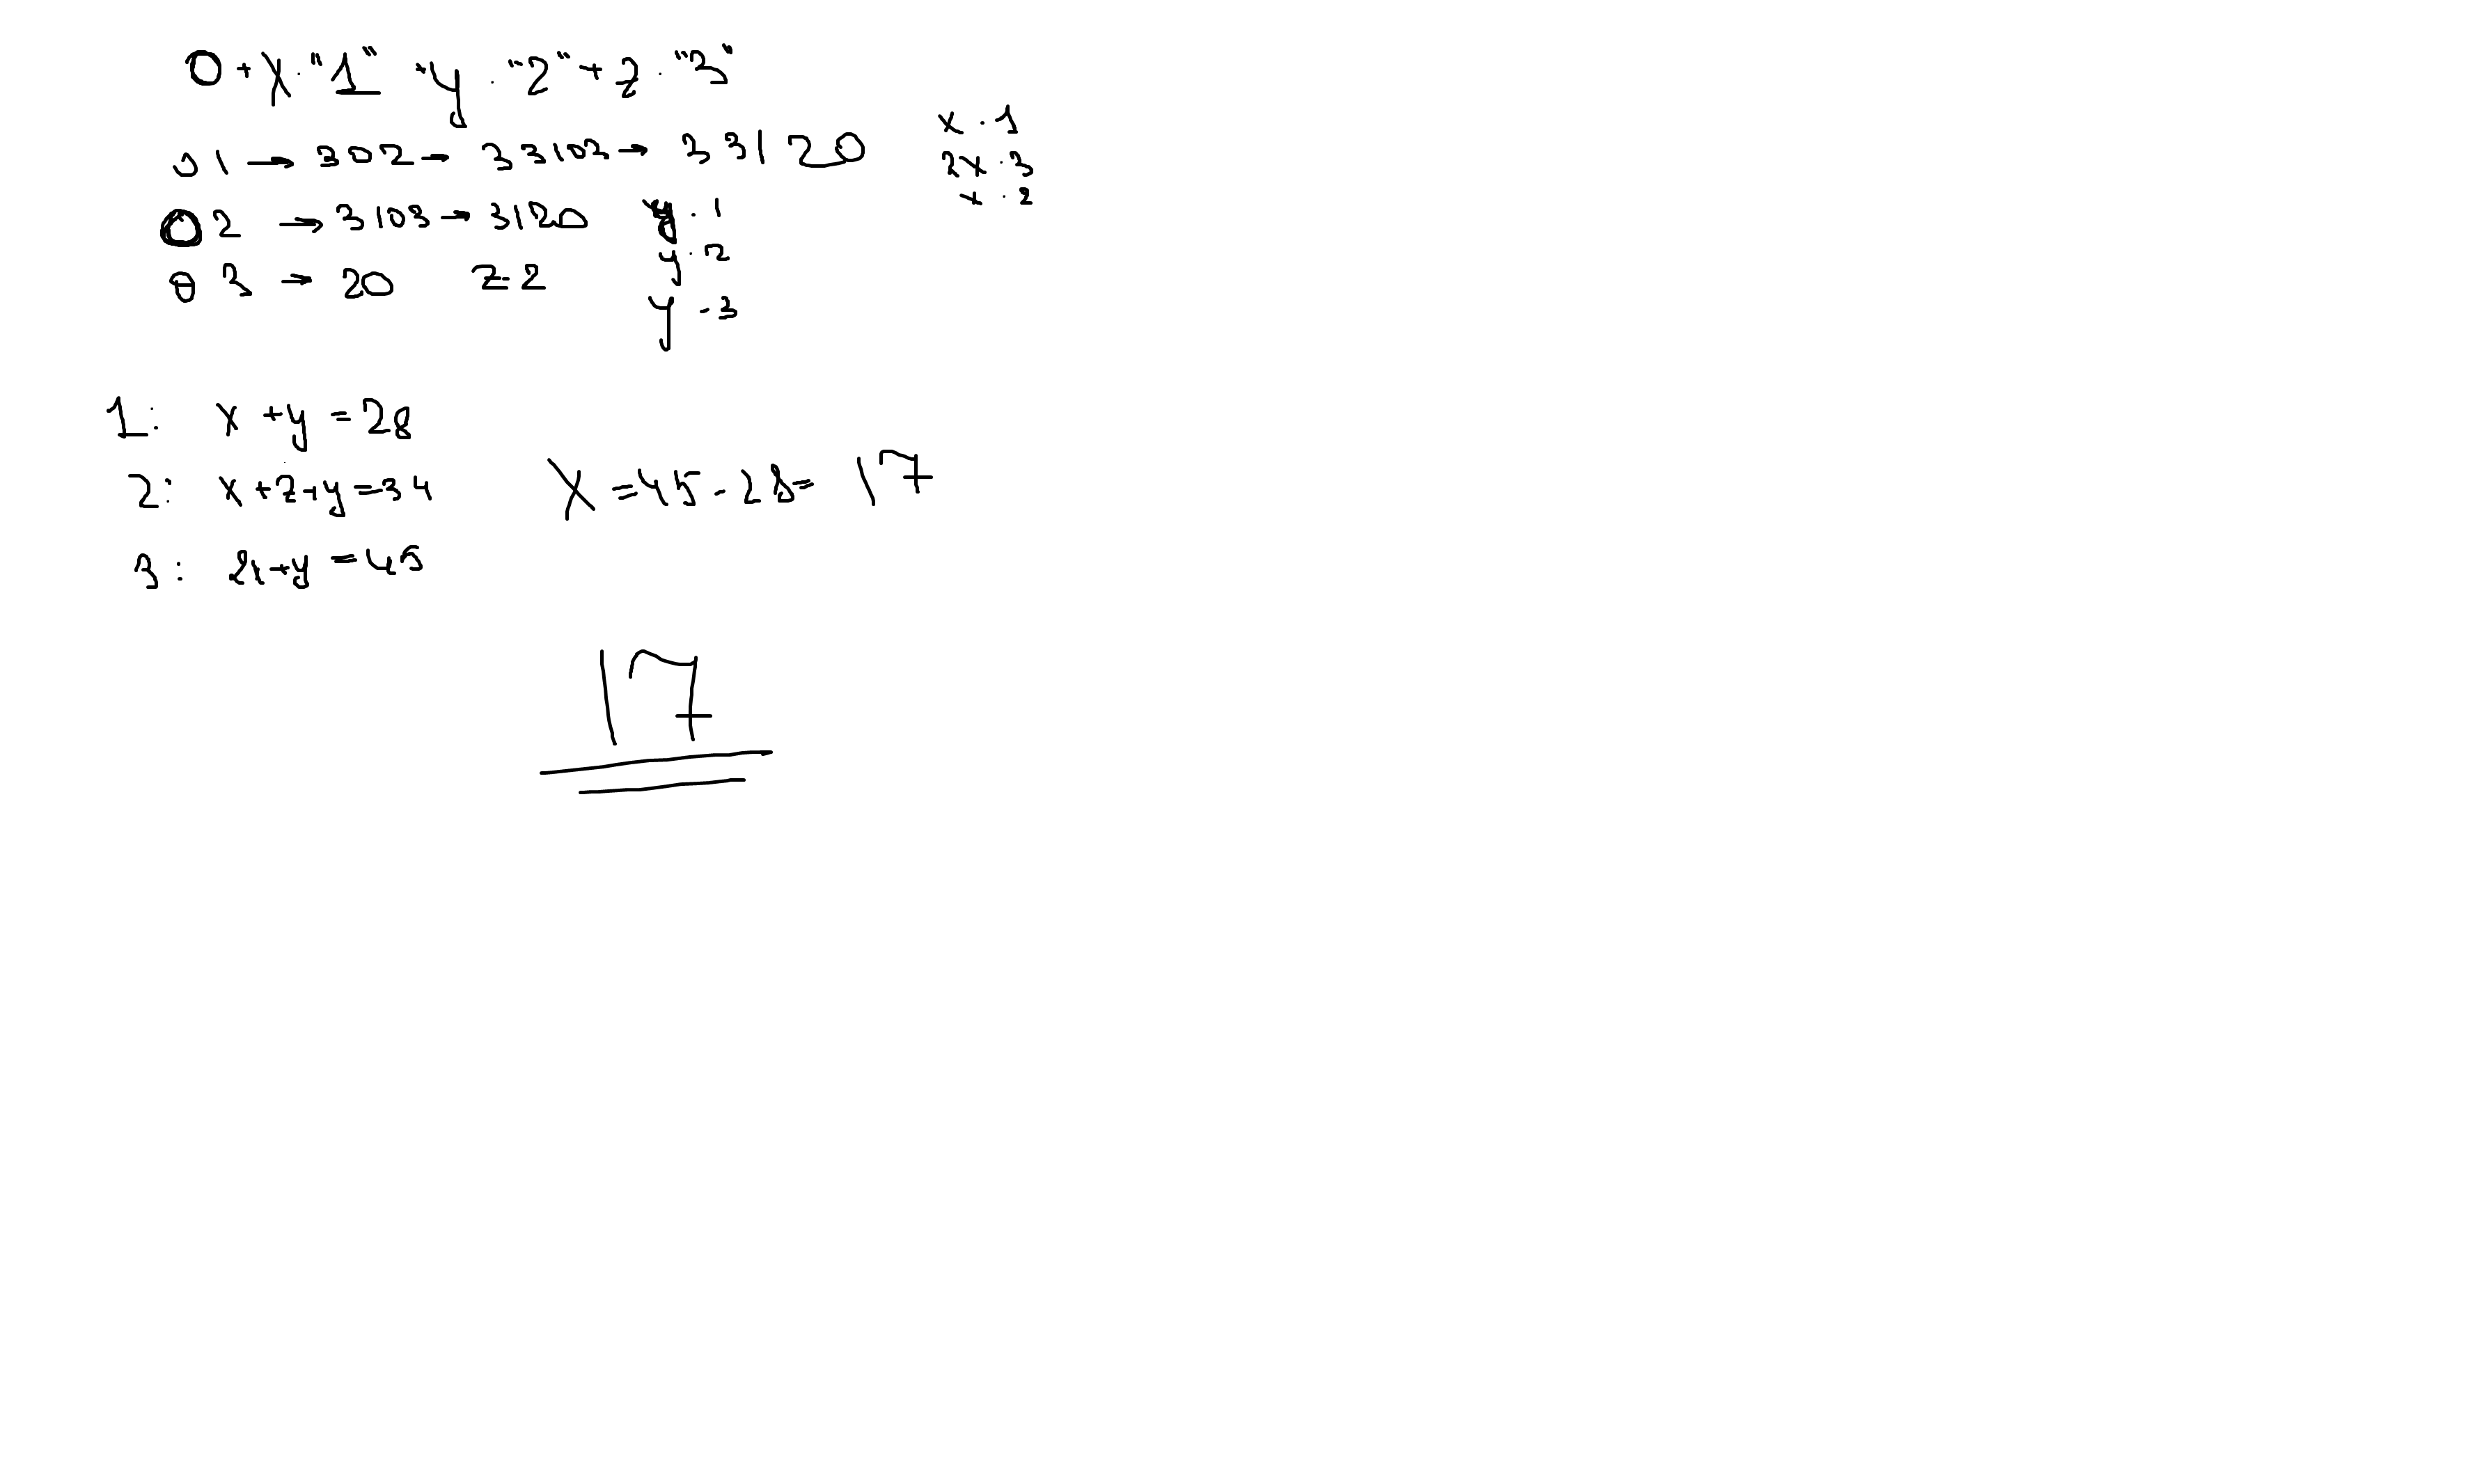 0 + x · "1" + y · "2" + z · "3"
01 → 302 → 33103 → 33120
x · 1
2x · 3
x · 2
02 → 3103 → 3120
y · 1
y · 2
y · 3
03 → 20 z = 2
1: x + y = 28
2: x + 2 + y = 34
x = 45 - 28 = 17
3: 2x + y = 45
17